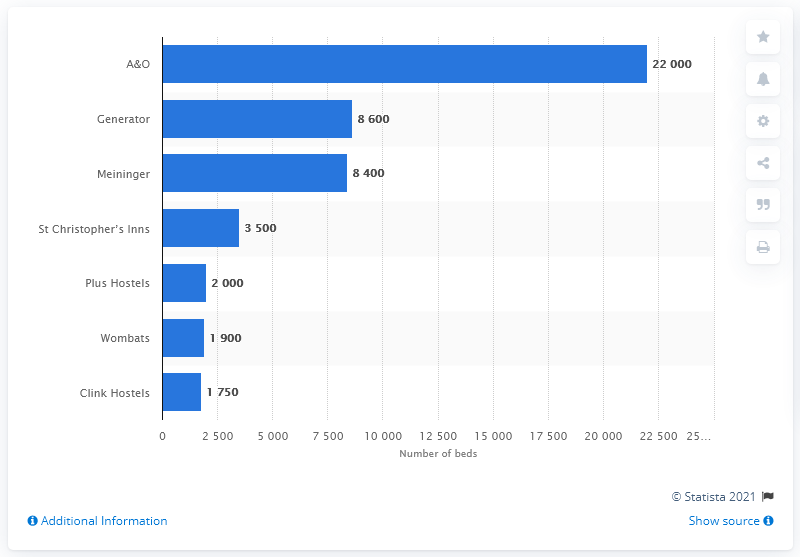 A&O 22 000
Generator 8 600
Meininger 8 400
St Christopher's Inns 3 500
Plus Hostels 2 000
Wombats 1 900
Clink Hostels 1 750
0 2 500 5 000 7 500 10 000 12 500 15 000 17 500 20 000 22 500 25...
Number of beds
© Statista 2021
Additional Information Show source